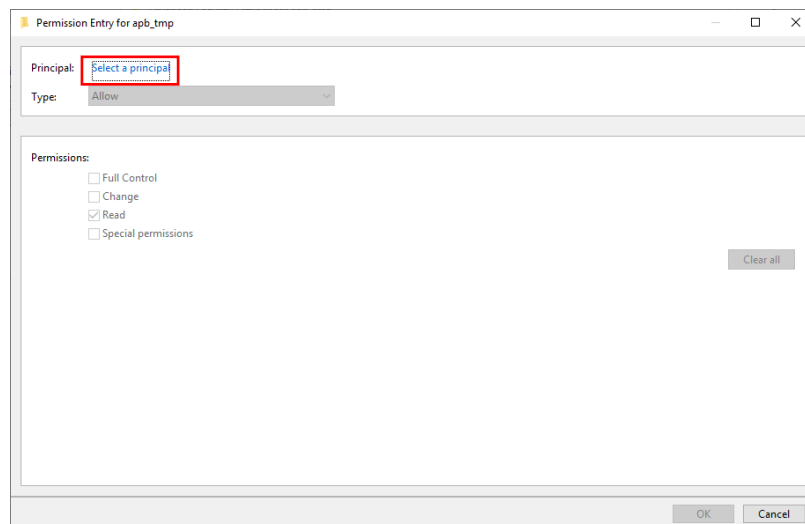 Permission Entry for apb_tmp
Principal: Select a principal
Type: Allow
Permissions:
Full Control
Change
Read
Special permissions
Clear all
OK Cancel